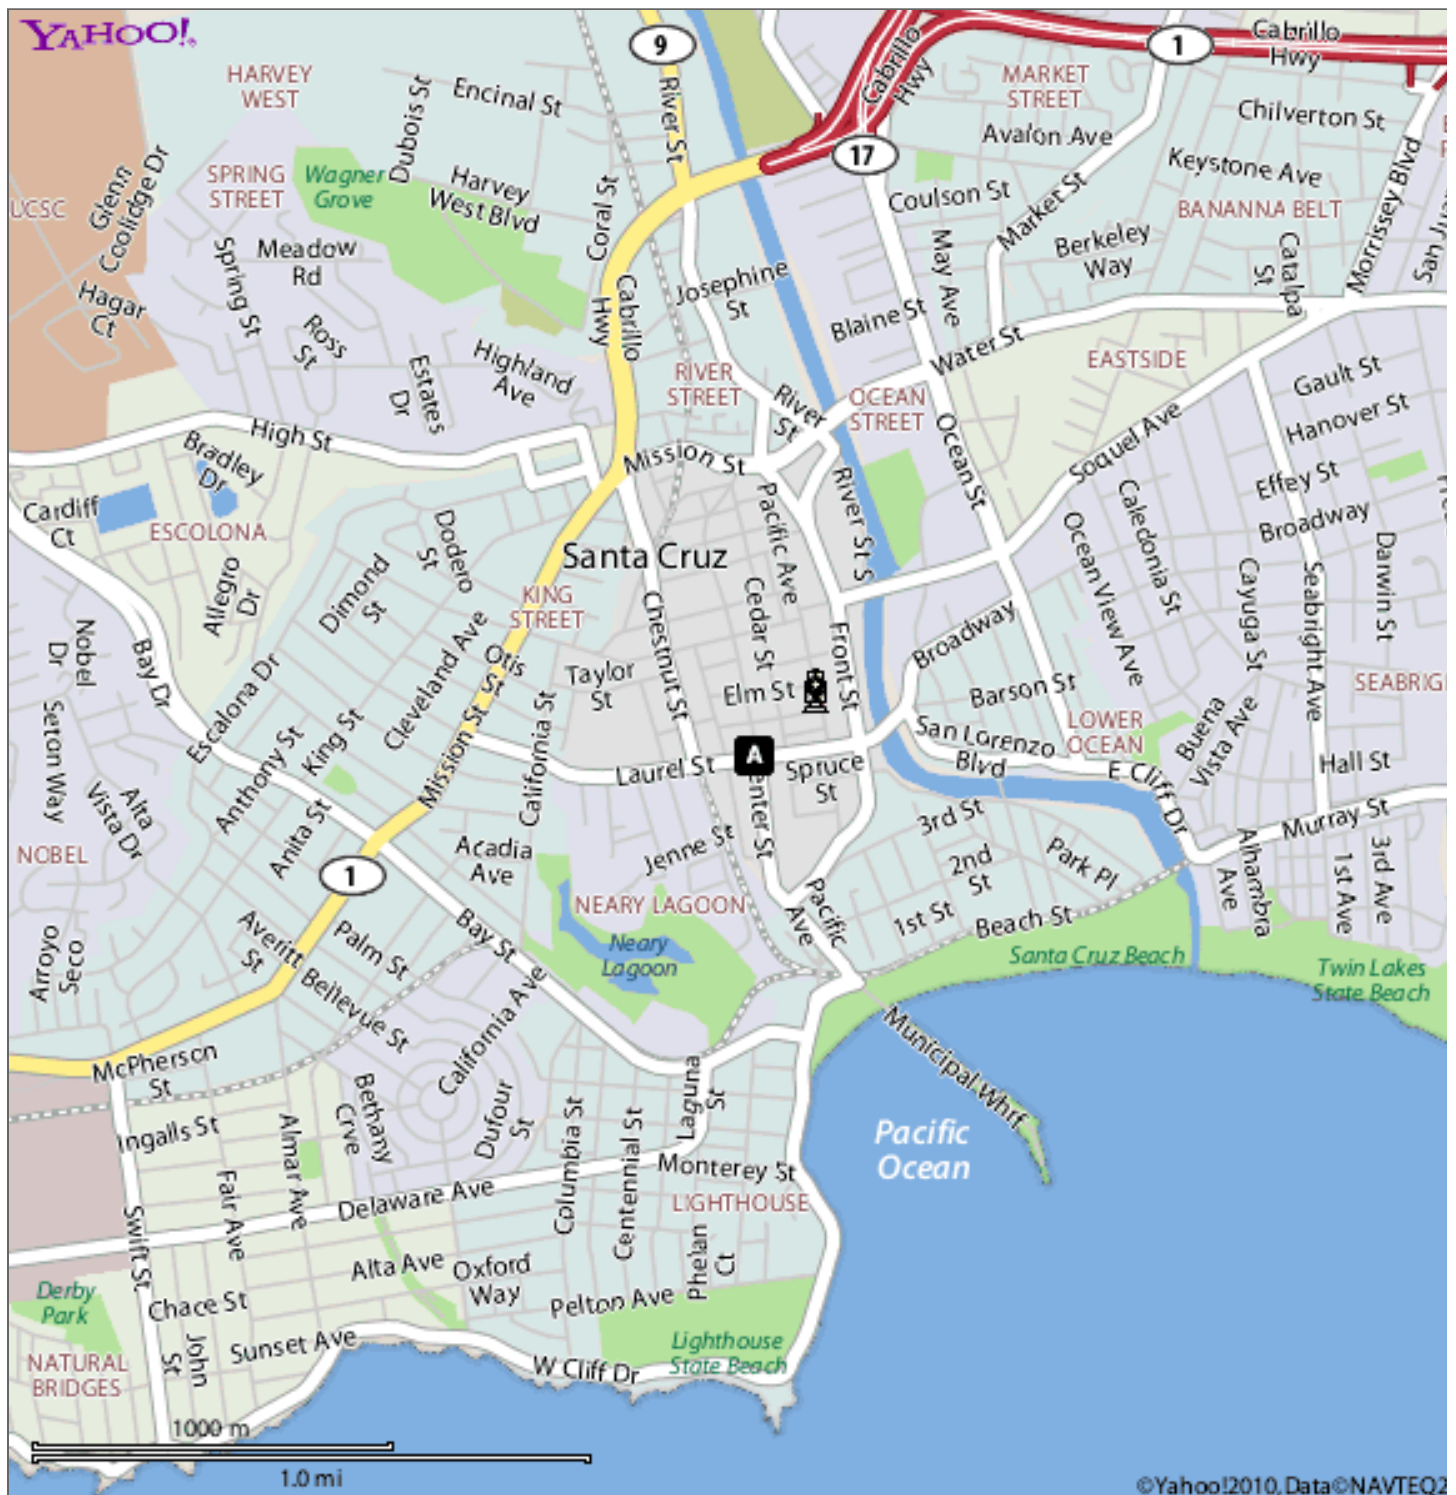 YAHOO!
9
1
Cabrillo
Hwy
HARVEY
WEST
Encinal St
Dubois St
River St
Cabrillo
Hwy
MARKET
STREET
Chilverton St
Avalon Ave
17
Glenn
Coolidge Dr
SPRING
STREET
Wagner
Grove
Harvey
West Blvd
Coral St
Keystone Ave
Coulson St
Market St
BANANNA BELT
Morrissey Blvd
UCSC
Spring St
Meadow
Rd
Josephine
St
May Ave
Berkeley
Way
Catalpa
St
Hagar
Ct
Ross
St
Cabrillo
Hwy
Blaine St
Water St
Estates
Dr
Highland
Ave
RIVER
STREET
River
St
OCEAN
STREET
EASTSIDE
Gault St
Hanover St
High St
Bradley
Dr
Mission St
Ocean St
Soquel Ave
Effey St
Cardiff
Ct
ESCOLONA
Dodero
St
Pacific Ave
River St S
Caledonia St
Ocean View Ave
Broadway
Darwin St
Santa Cruz
Allegro
Dr
Dimond
St
KING
STREET
Cedar St
Chestnut St
Cayuga St
Seabright Ave
Nobel
Dr
Bay Dr
Cleveland Ave
Otis
St
Front St
Broadway
Escalona Dr
Taylor
St
Elm St
Barson St
Seton Way
King St
California St
LOWER
OCEAN
Buena
Vista Ave
Anthony St
Mission St
A
Laurel St
Spruce
St
San Lorenzo
Blvd
E Cliff Dr
Hall St
Alta
Vista Dr
Anita St
3rd St
Murray St
NOBEL
Acadia
Ave
Jenne St
2nd
St
Park Pl
Alhambra
Ave
1st Ave
3rd Ave
1
NEARY LAGOON
Pacific
Ave
1st St
Beach St
Averitt
St
Palm St
Bay St
Neary
Lagoon
Santa Cruz Beach
Twin Lakes
State Beach
Arroyo
Seco
Bellevue St
California Ave
Municipal Whrf
McPherson
St
Laguna
St
Bethany
Crve
Dufour
St
Columbia St
Centennial St
Pacific
Ocean
Ingalls St
Almar Ave
Monterey St
Fair Ave
Delaware Ave
LIGHTHOUSE
Swift St
Phelan
Ct
Alta Ave
Oxford
Way
Derby
Park
Chace St
Pelton Ave
John
St
Sunset Ave
Lighthouse
State Beach
NATURAL
BRIDGES
W Cliff Dr
1000 m
1.0 mi
©Yahoo!2010, Data©NAVTEQ2